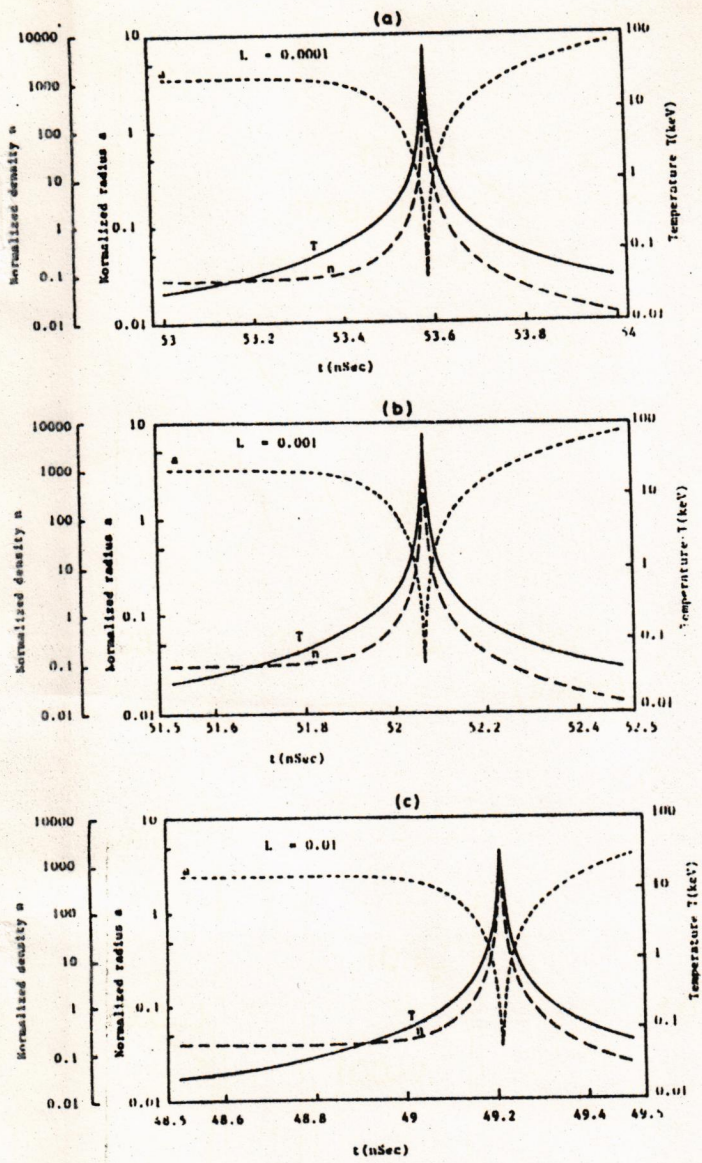 (a)
L = 0.0001
10000
1000
100
10
1
0.1
0.01
Normalized density n
10
1
0.1
0.01
Normalized radius a
a
T
n
100
10
1
0.1
0.01
Temperature T(keV)
53
53.2
53.4
53.6
53.8
54
t(nSec)
(b)
L = 0.001
10000
1000
100
10
1
0.1
0.01
Normalized density n
10
1
0.1
0.01
Normalized radius a
a
T
n
100
10
1
0.1
0.01
Temperature T(keV)
51.5
51.6
51.8
52
52.2
52.4
52.5
t(nSec)
(c)
L = 0.01
10000
1000
100
10
1
0.1
0.01
Normalized density n
10
1
0.1
0.01
Normalized radius a
a
T
n
100
10
1
0.1
0.01
Temperature T(keV)
48.5
48.6
48.8
49
49.2
49.4
49.5
t(nSec)